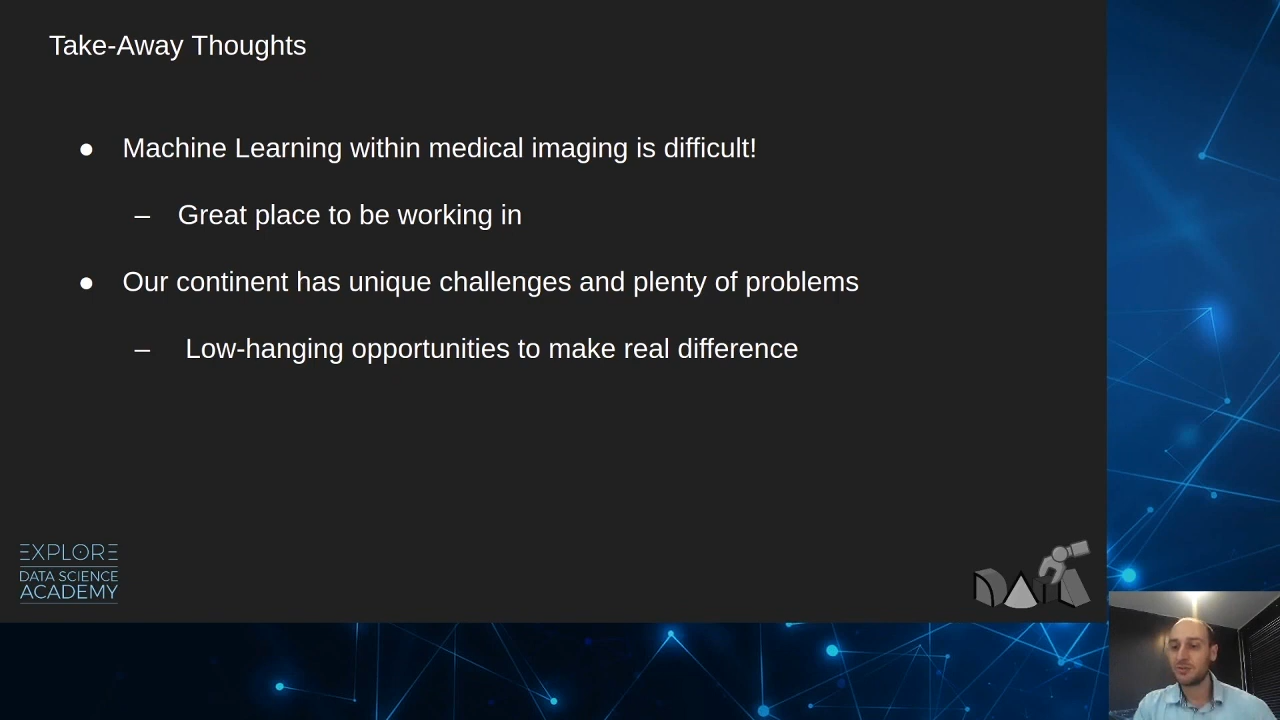 Take-Away Thoughts
● Machine Learning within medical imaging is difficult!
– Great place to be working in
● Our continent has unique challenges and plenty of problems
– Low-hanging opportunities to make real difference
EXPLORE
DATA SCIENCE
ACADEMY